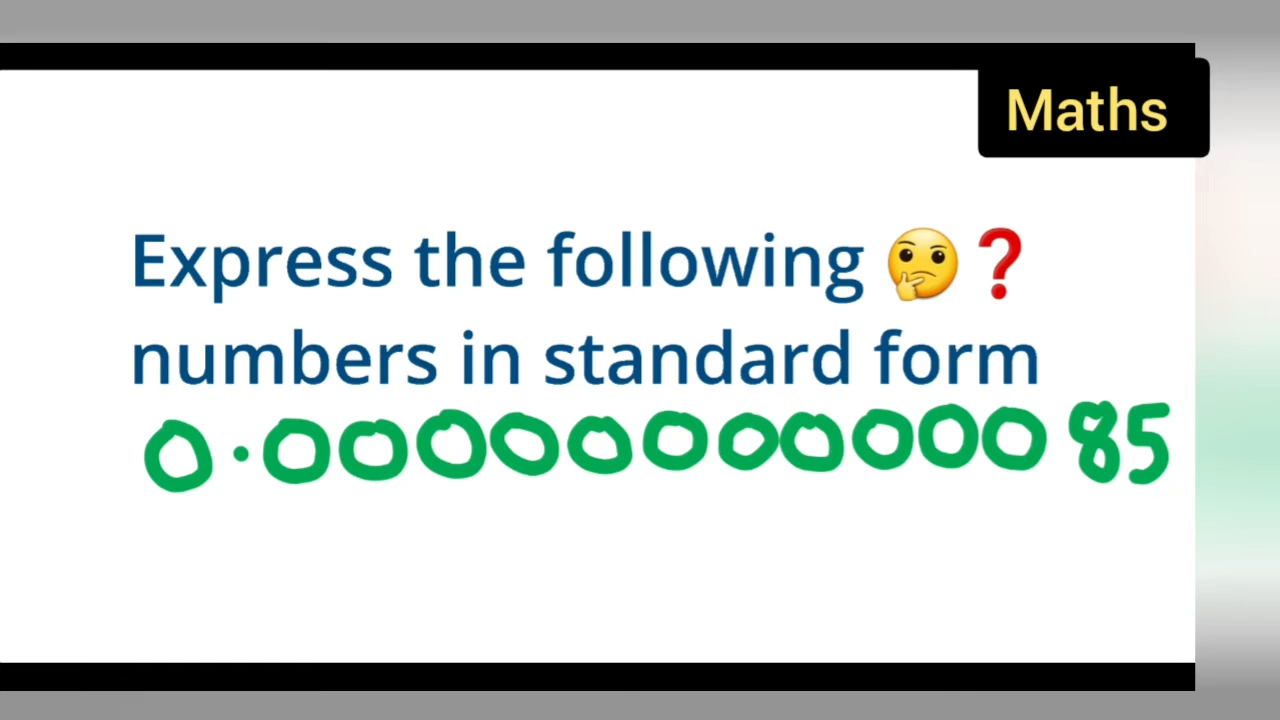 Maths
Express the following 🤔❓
numbers in standard form
0·0000000000085